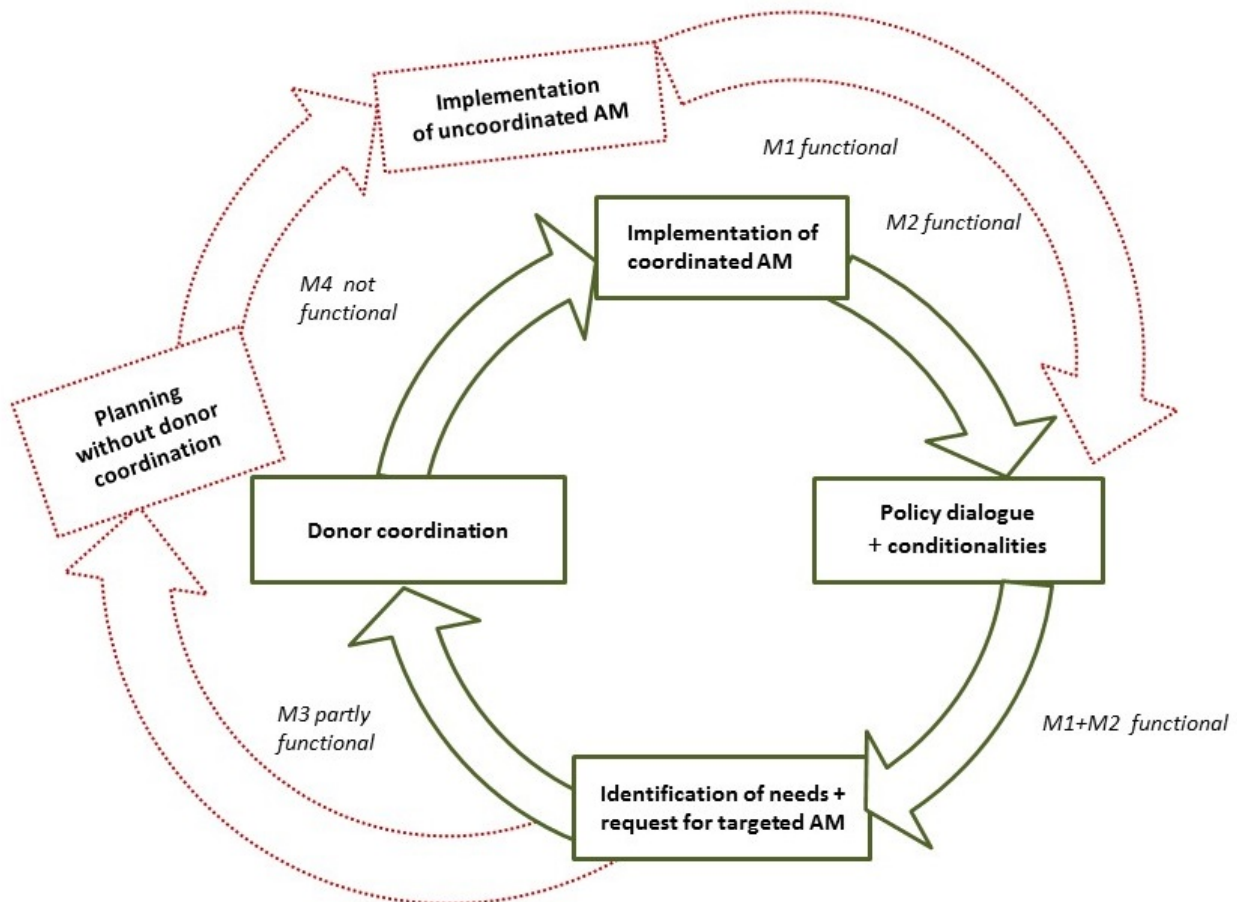 Implementation
of uncoordinated AM
M1 functional
M2 functional
Implementation of
coordinated AM
M4 not
functional
Planning
without donor
coordination
Donor coordination
Policy dialogue
+ conditionalities
M3 partly
functional
M1+M2 functional
Identification of needs +
request for targeted AM